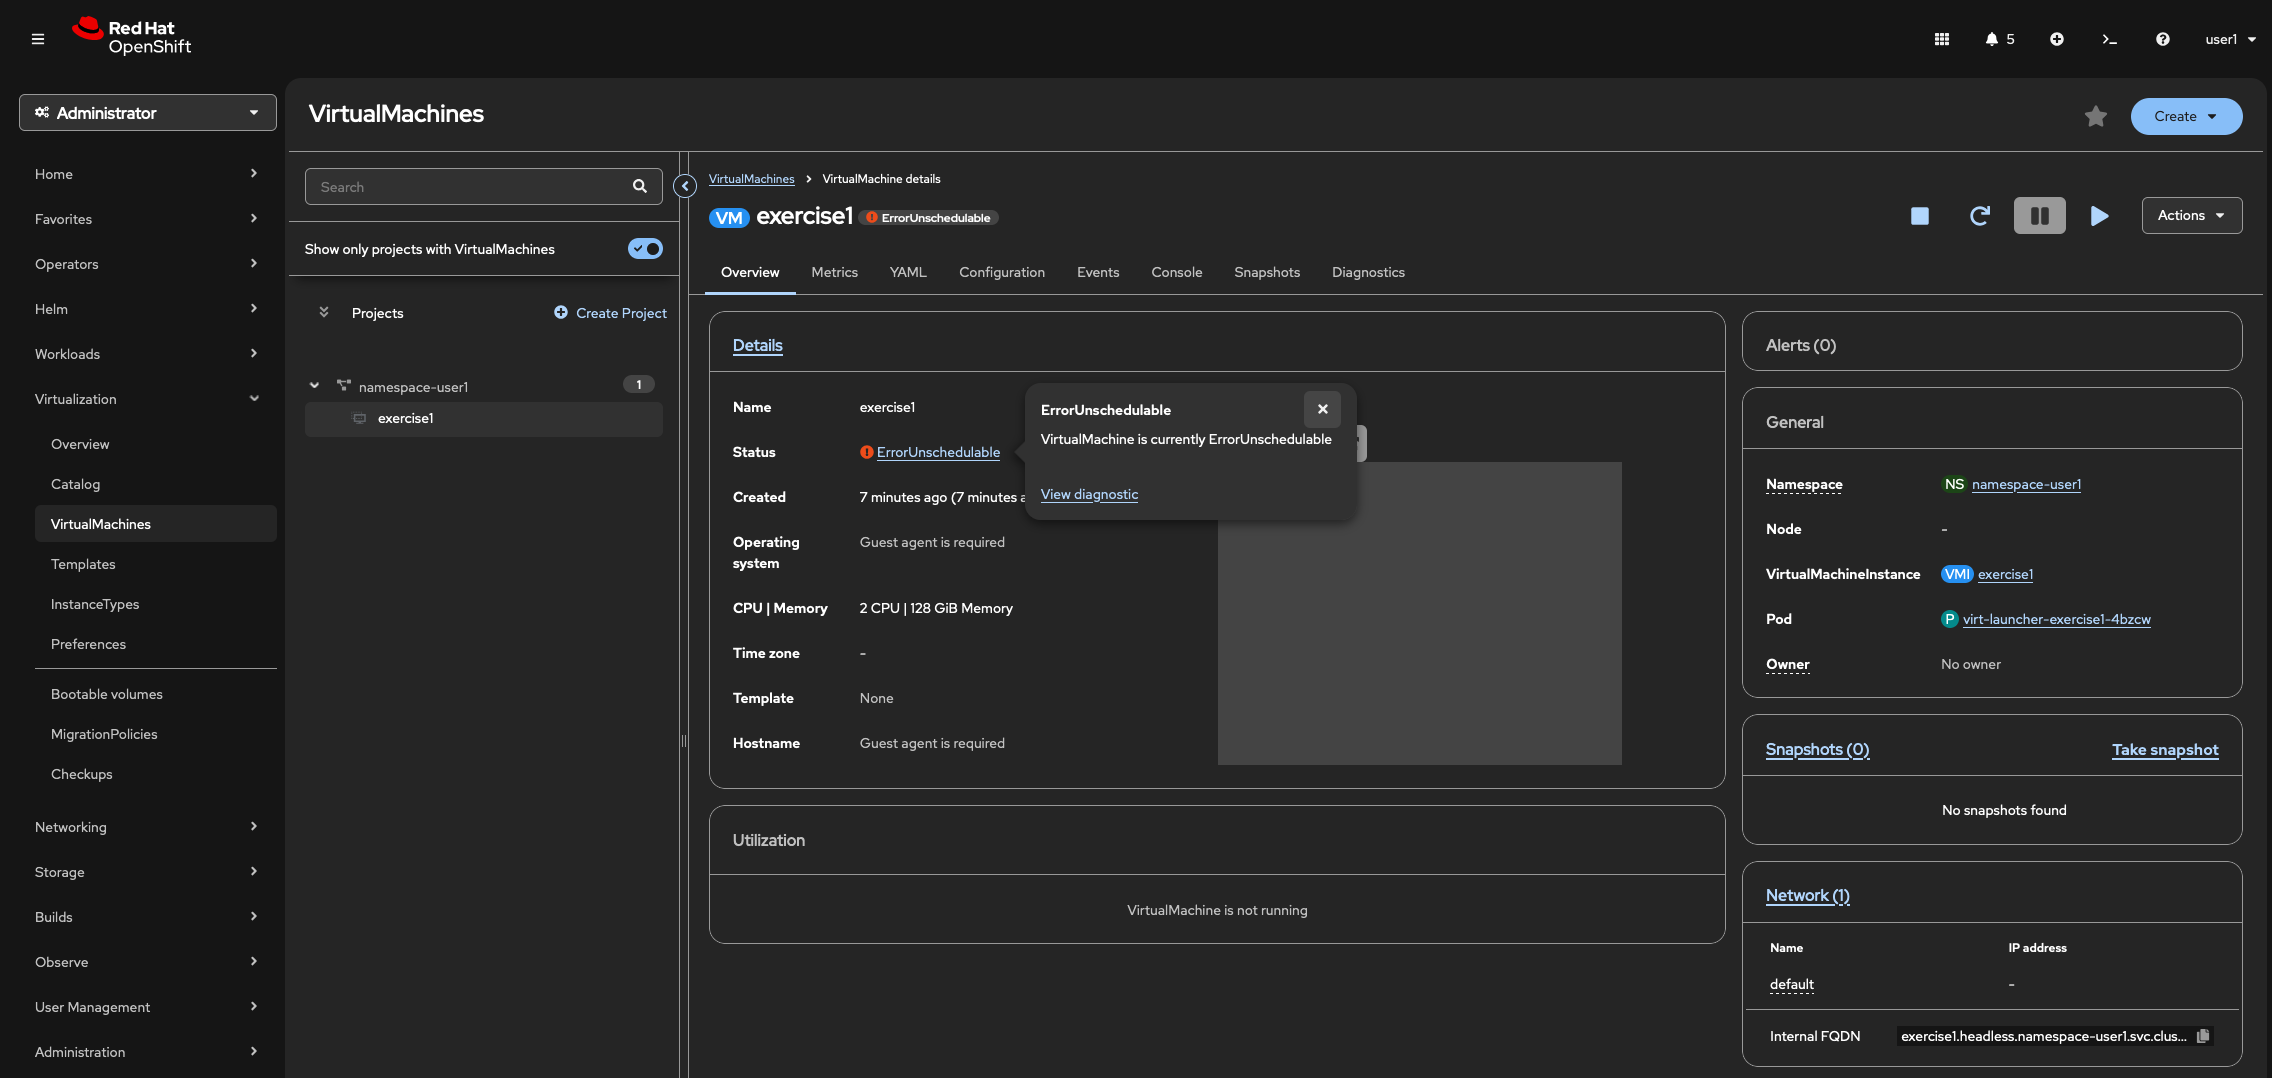 Red Hat
OpenShift
5
user1
Administrator
Home
Favorites
Operators
Helm
Workloads
Virtualization
Overview
Catalog
VirtualMachines
Templates
InstanceTypes
Preferences
Bootable volumes
MigrationPolicies
Checkups
Networking
Storage
Builds
Observe
User Management
Administration
VirtualMachines
Create
Search
Show only projects with VirtualMachines
Projects
Create Project
namespace-user1
1
exercise1
VirtualMachines > VirtualMachine details
VM exercise1 ErrorUnschedulable
Actions
Overview Metrics YAML Configuration Events Console Snapshots Diagnostics
Details
Name exercise1
Status ErrorUnschedulable
Created 7 minutes ago (7 minutes a
Operating system Guest agent is required
CPU | Memory 2 CPU | 128 GiB Memory
Time zone -
Template None
Hostname Guest agent is required
ErrorUnschedulable
VirtualMachine is currently ErrorUnschedulable
View diagnostic
Utilization
VirtualMachine is not running
Alerts (0)
General
Namespace NS namespace-user1
Node -
VirtualMachineInstance VMI exercise1
Pod P virt-launcher-exercise1-4bzcw
Owner No owner
Snapshots (0) Take snapshot
No snapshots found
Network (1)
Name IP address
default -
Internal FQDN exercise1.headless.namespace-user1.svc.clus...